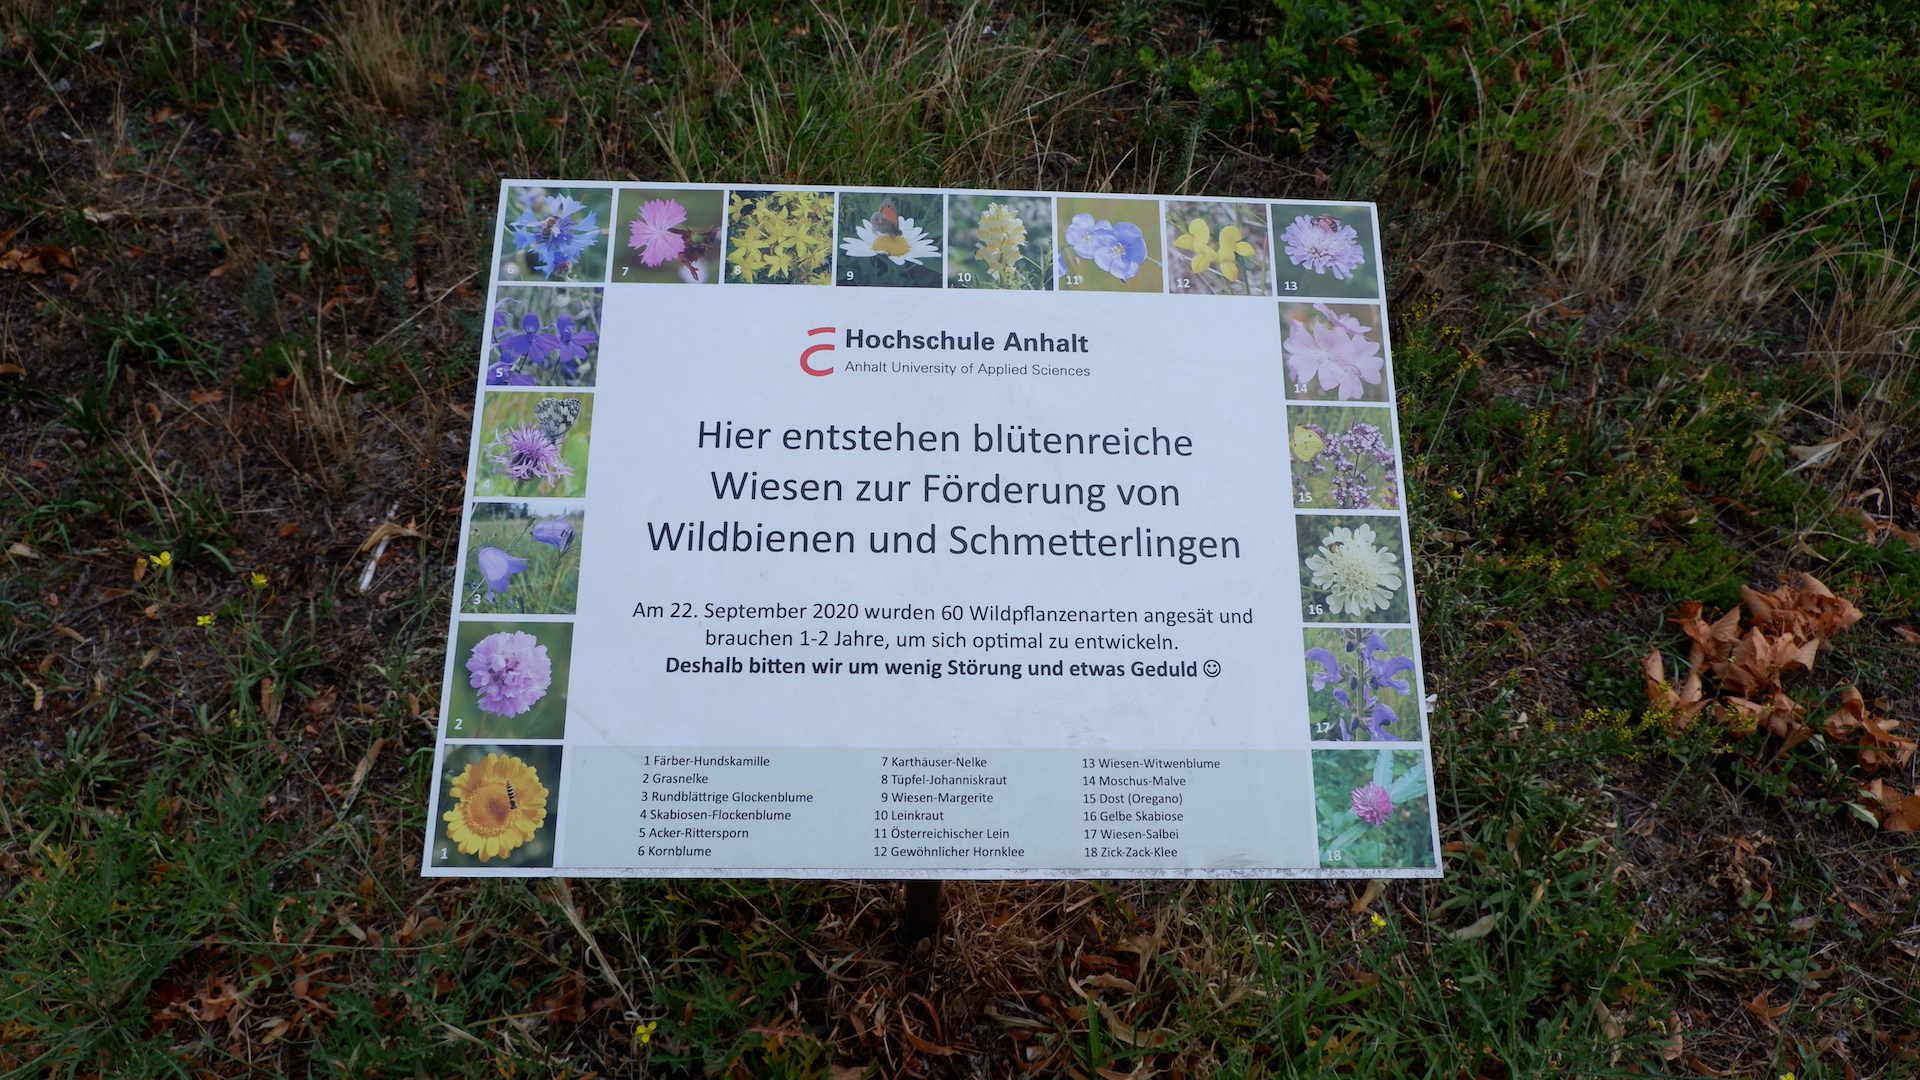 6
7
8
9
10
11
12
13
5
14
4
15
3
16
2
17
1
18
Hochschule Anhalt
Anhalt University of Applied Sciences
Hier entstehen blütenreiche
Wiesen zur Förderung von
Wildbienen und Schmetterlingen
Am 22. September 2020 wurden 60 Wildpflanzenarten angesät und
brauchen 1-2 Jahre, um sich optimal zu entwickeln.
Deshalb bitten wir um wenig Störung und etwas Geduld ☺
1 Färber-Hundskamille
2 Grasnelke
3 Rundblättrige Glockenblume
4 Skabiosen-Flockenblume
5 Acker-Rittersporn
6 Kornblume
7 Karthäuser-Nelke
8 Tüpfel-Johanniskraut
9 Wiesen-Margerite
10 Leinkraut
11 Österreichischer Lein
12 Gewöhnlicher Hornklee
13 Wiesen-Witwenblume
14 Moschus-Malve
15 Dost (Oregano)
16 Gelbe Skabiose
17 Wiesen-Salbei
18 Zick-Zack-Klee